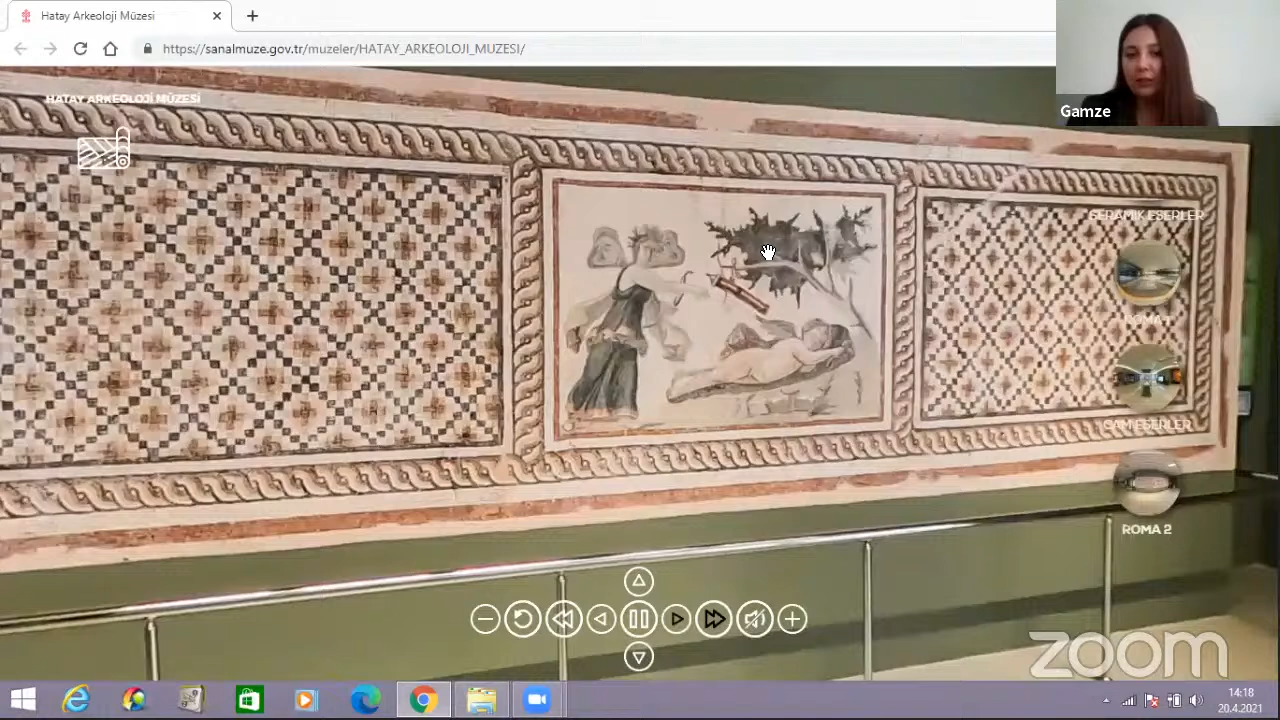 Hatay Arkeoloji Müzesi
https://sanalmuze.gov.tr/muzeler/HATAY_ARKEOLOJI_MUZESI/
Gamze
HATAY ARKEOLOJİ MÜZESİ
SERAMİK ESERLER
ROMA 1
CAM ESERLER
ROMA 2
zoom
14:18
20.4.2021